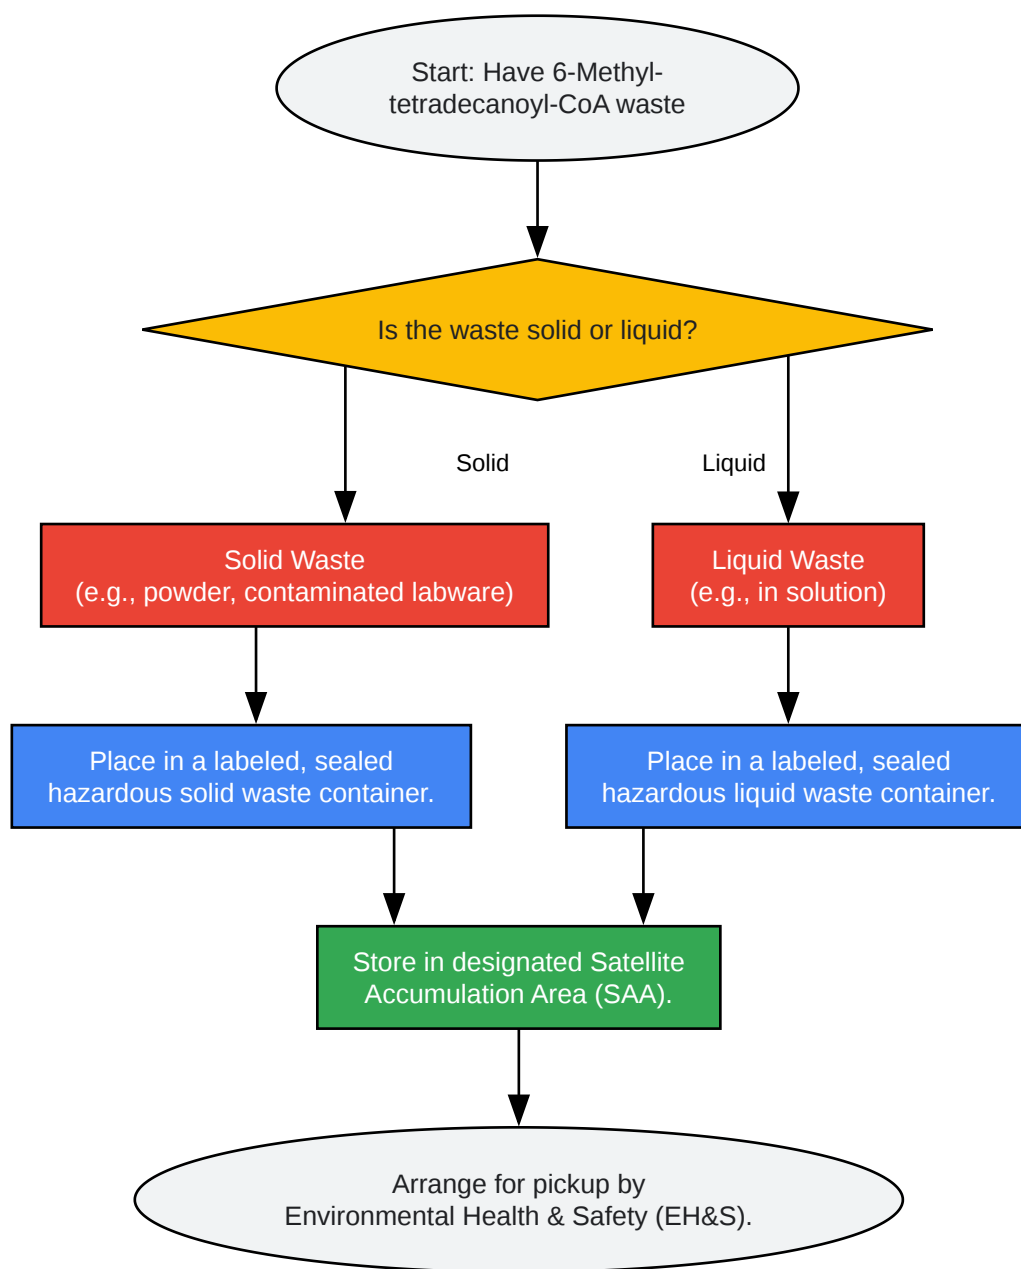 Start: Have 6-Methyl-
tetradecanoyl-CoA waste
Is the waste solid or liquid?
Solid
Liquid
Solid Waste
(e.g., powder, contaminated labware)
Liquid Waste
(e.g., in solution)
Place in a labeled, sealed
hazardous solid waste container.
Place in a labeled, sealed
hazardous liquid waste container.
Store in designated Satellite
Accumulation Area (SAA).
Arrange for pickup by
Environmental Health & Safety (EH&S).